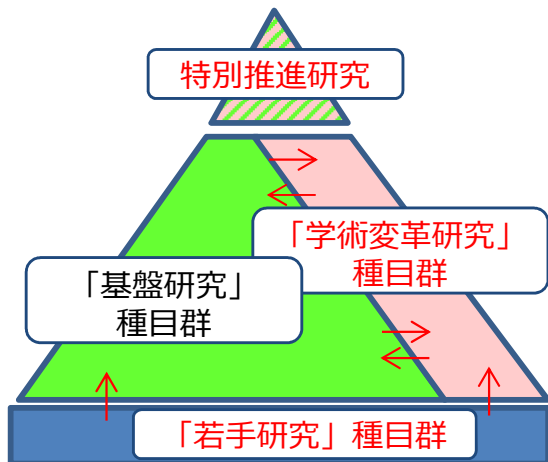 特別推進研究
「学術変革研究」
種目群
「基盤研究」
種目群
「若手研究」種目群